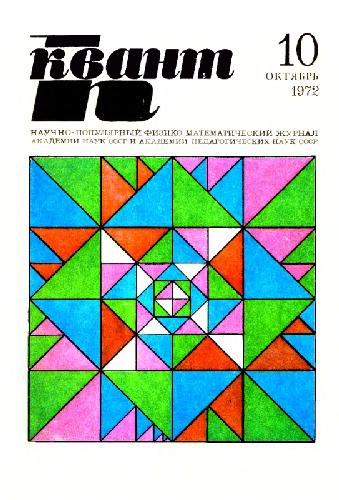 квант
10
ОКТЯБРЬ
1972
НАУЧНО-ПОПУЛЯРНЫЙ ФИЗИКО-МАТЕМАТИЧЕСКИЙ ЖУРНАЛ
АКАДЕМИИ НАУК СССР И АКАДЕМИИ ПЕДАГОГИЧЕСКИХ НАУК СССР